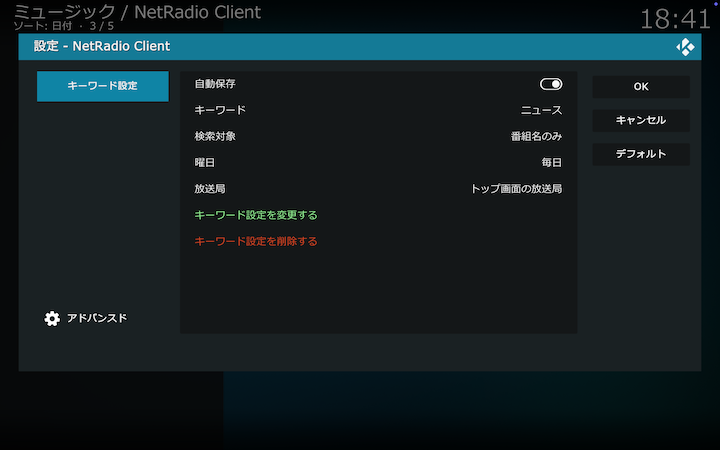 ミュージック / NetRadio Client
ソート: 日付 · 3 / 5
18:41
設定 - NetRadio Client
キーワード設定
自動保存
キーワード ニュース
検索対象 番組名のみ
曜日 毎日
放送局 トップ画面の放送局
キーワード設定を変更する
キーワード設定を削除する
OK
キャンセル
デフォルト
アドバンスド